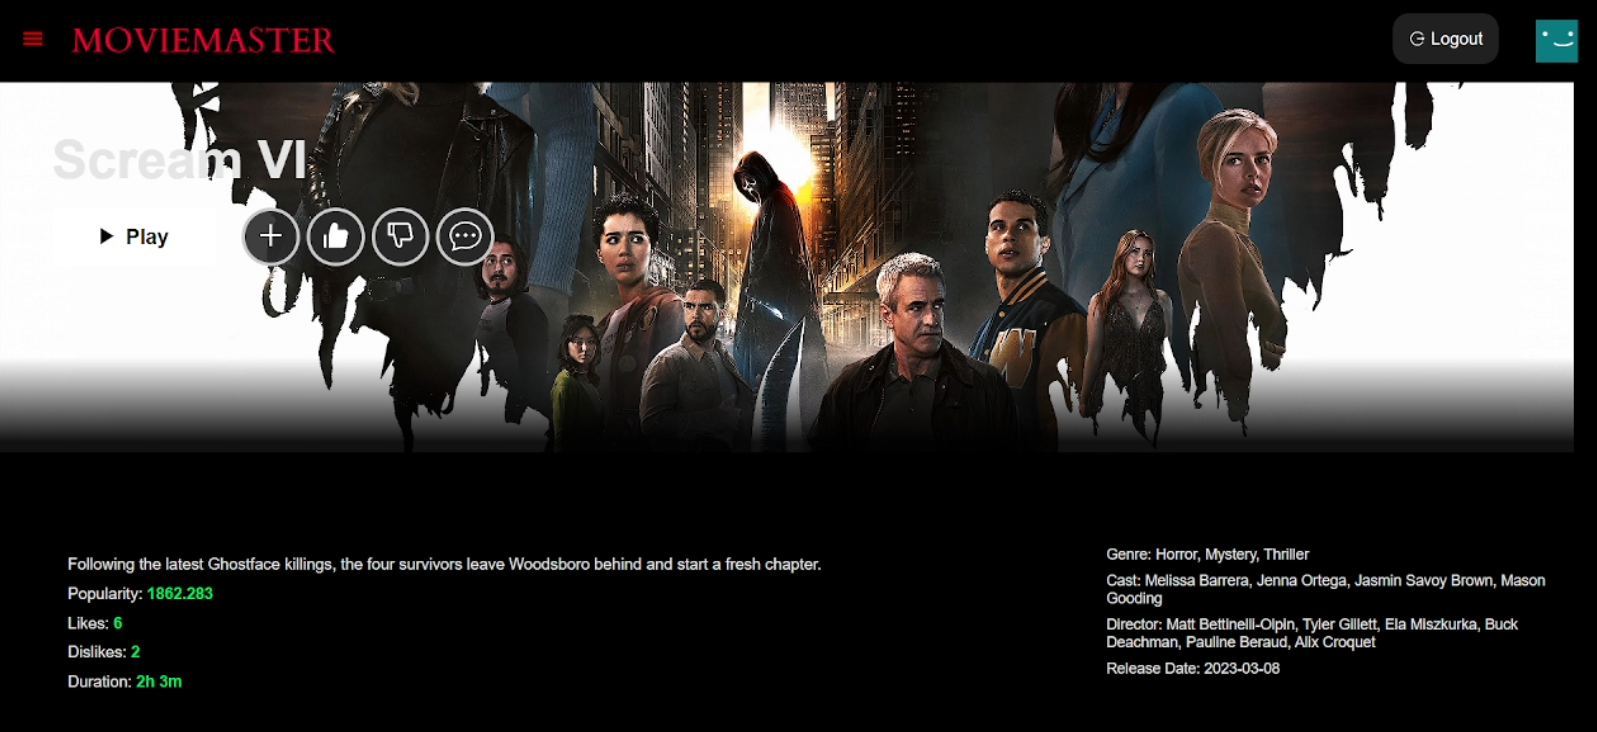 MOVIEMASTER
Logout
Scream VI
Play
Following the latest Ghostface killings, the four survivors leave Woodsboro behind and start a fresh chapter.
Popularity: 1862.283
Likes: 6
Dislikes: 2
Duration: 2h 3m
Genre: Horror, Mystery, Thriller
Cast: Melissa Barrera, Jenna Ortega, Jasmin Savoy Brown, Mason
Gooding
Director: Matt Bettinelli-Olpin, Tyler Gillett, Ela Miszkurka, Buck
Deachman, Pauline Beraud, Alix Croquet
Release Date: 2023-03-08